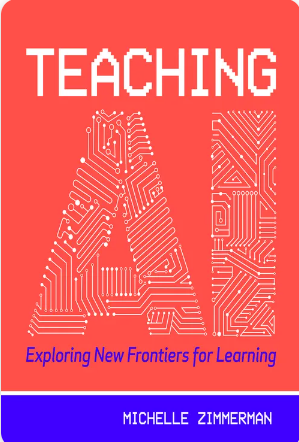 TEACHING
AI
Exploring New Frontiers for Learning
MICHELLE ZIMMERMAN